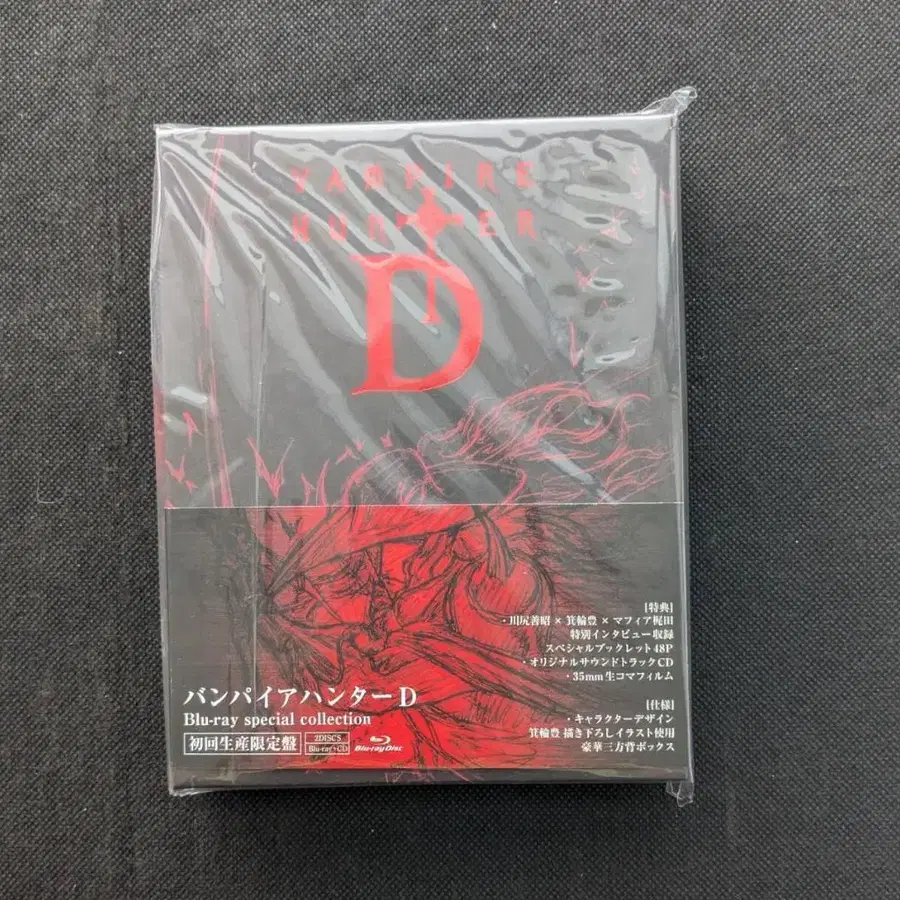 VAMPIRE
HUNTER
D
[特典]
・川尻善昭 × 箕輪豊 × マフィア梶田
特別インタビュー収録
スペシャルブックレット48P
・オリジナルサウンドトラックCD
・35mm生コマフィルム
バンパイアハンターD
Blu-ray special collection
初回生産限定盤
2DISCS
Blu-ray+CD
Blu-ray Disc
[仕様]
・キャラクターデザイン
箕輪豊 描き下ろしイラスト使用
豪華三方背ボックス